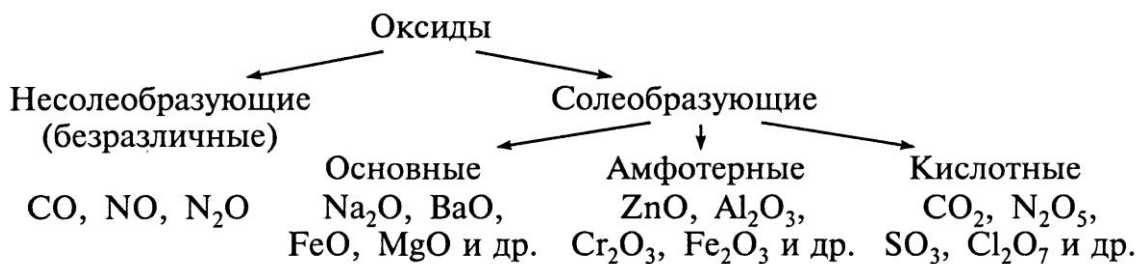 Оксиды
Несолеобразующие Солеобразующие
(безразличные)
Основные Амфотерные Кислотные
CO, NO, N₂O Na₂O, BaO, ZnO, Al₂O₃, CO₂, N₂O₅,
FeO, MgO и др. Cr₂O₃, Fe₂O₃ и др. SO₃, Cl₂O₇ и др.